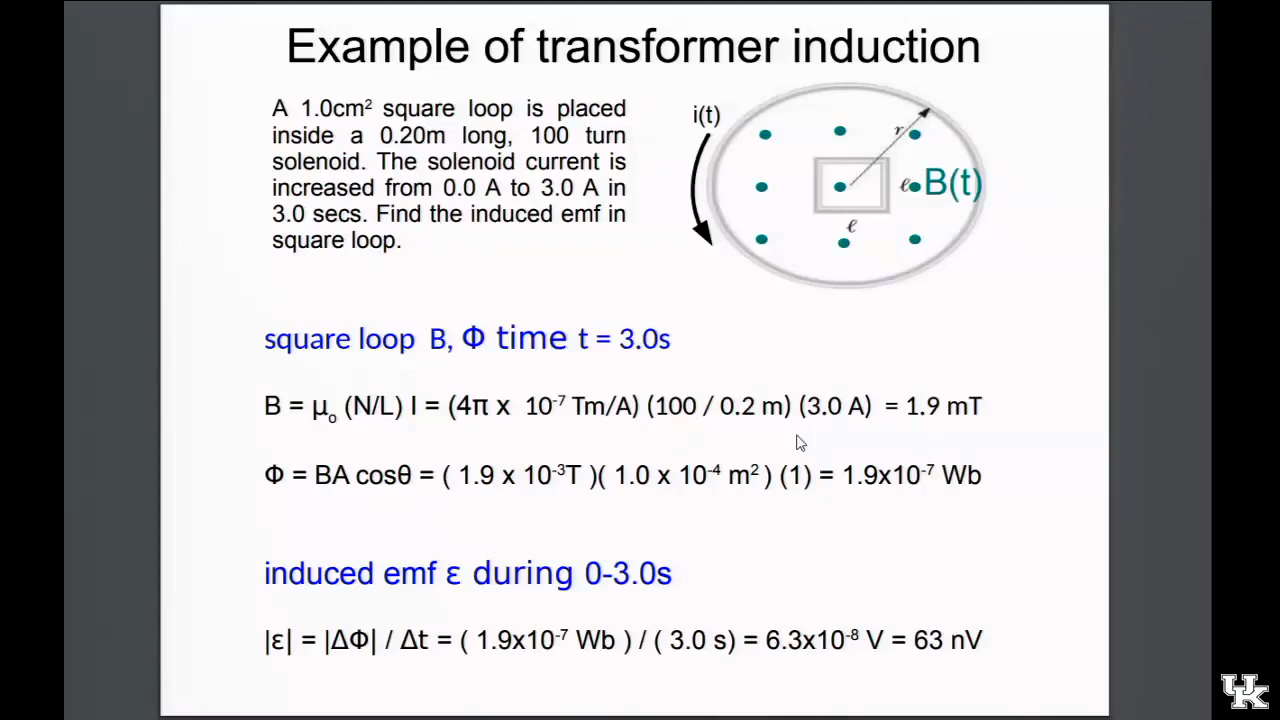 Example of transformer induction
A 1.0cm² square loop is placed
inside a 0.20m long, 100 turn
solenoid. The solenoid current is
increased from 0.0 A to 3.0 A in
3.0 secs. Find the induced emf in
square loop.
i(t)
r
ℓ
B(t)
ℓ
square loop B, Φ time t = 3.0s
B = μₒ (N/L) I = (4π x 10⁻⁷ Tm/A) (100 / 0.2 m) (3.0 A) = 1.9 mT
Φ = BA cosθ = ( 1.9 x 10⁻³T )( 1.0 x 10⁻⁴ m² ) (1) = 1.9x10⁻⁷ Wb
induced emf ε during 0-3.0s
|ε| = |ΔΦ| / Δt = ( 1.9x10⁻⁷ Wb ) / ( 3.0 s) = 6.3x10⁻⁸ V = 63 nV
UK